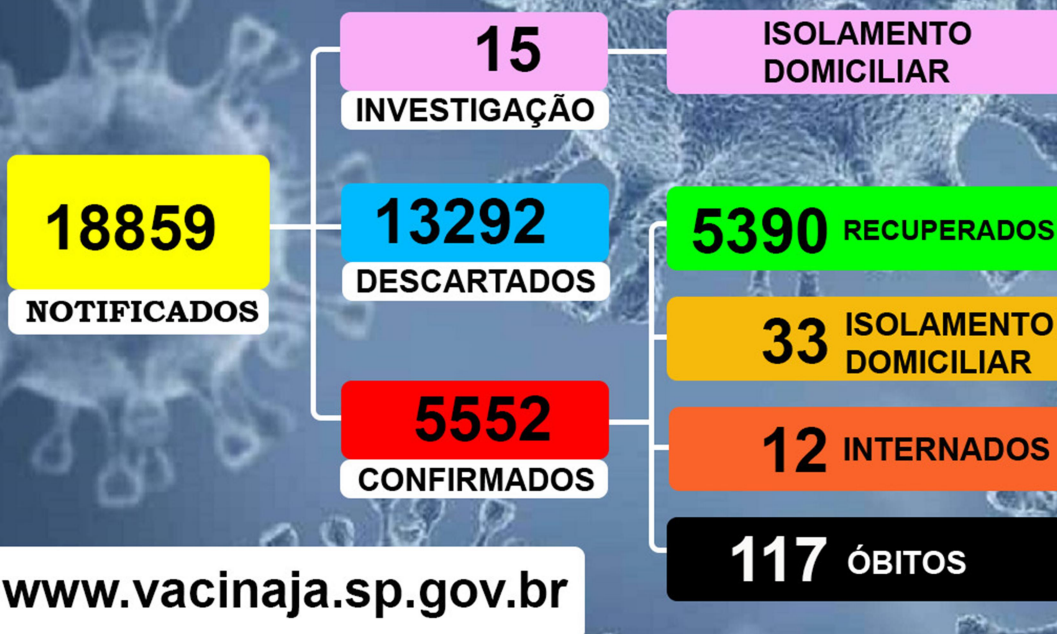 15
INVESTIGAÇÃO
ISOLAMENTO
DOMICILIAR
18859
NOTIFICADOS
13292
DESCARTADOS
5552
CONFIRMADOS
5390 RECUPERADOS
33 ISOLAMENTO
DOMICILIAR
12 INTERNADOS
117 ÓBITOS
www.vacinaja.sp.gov.br